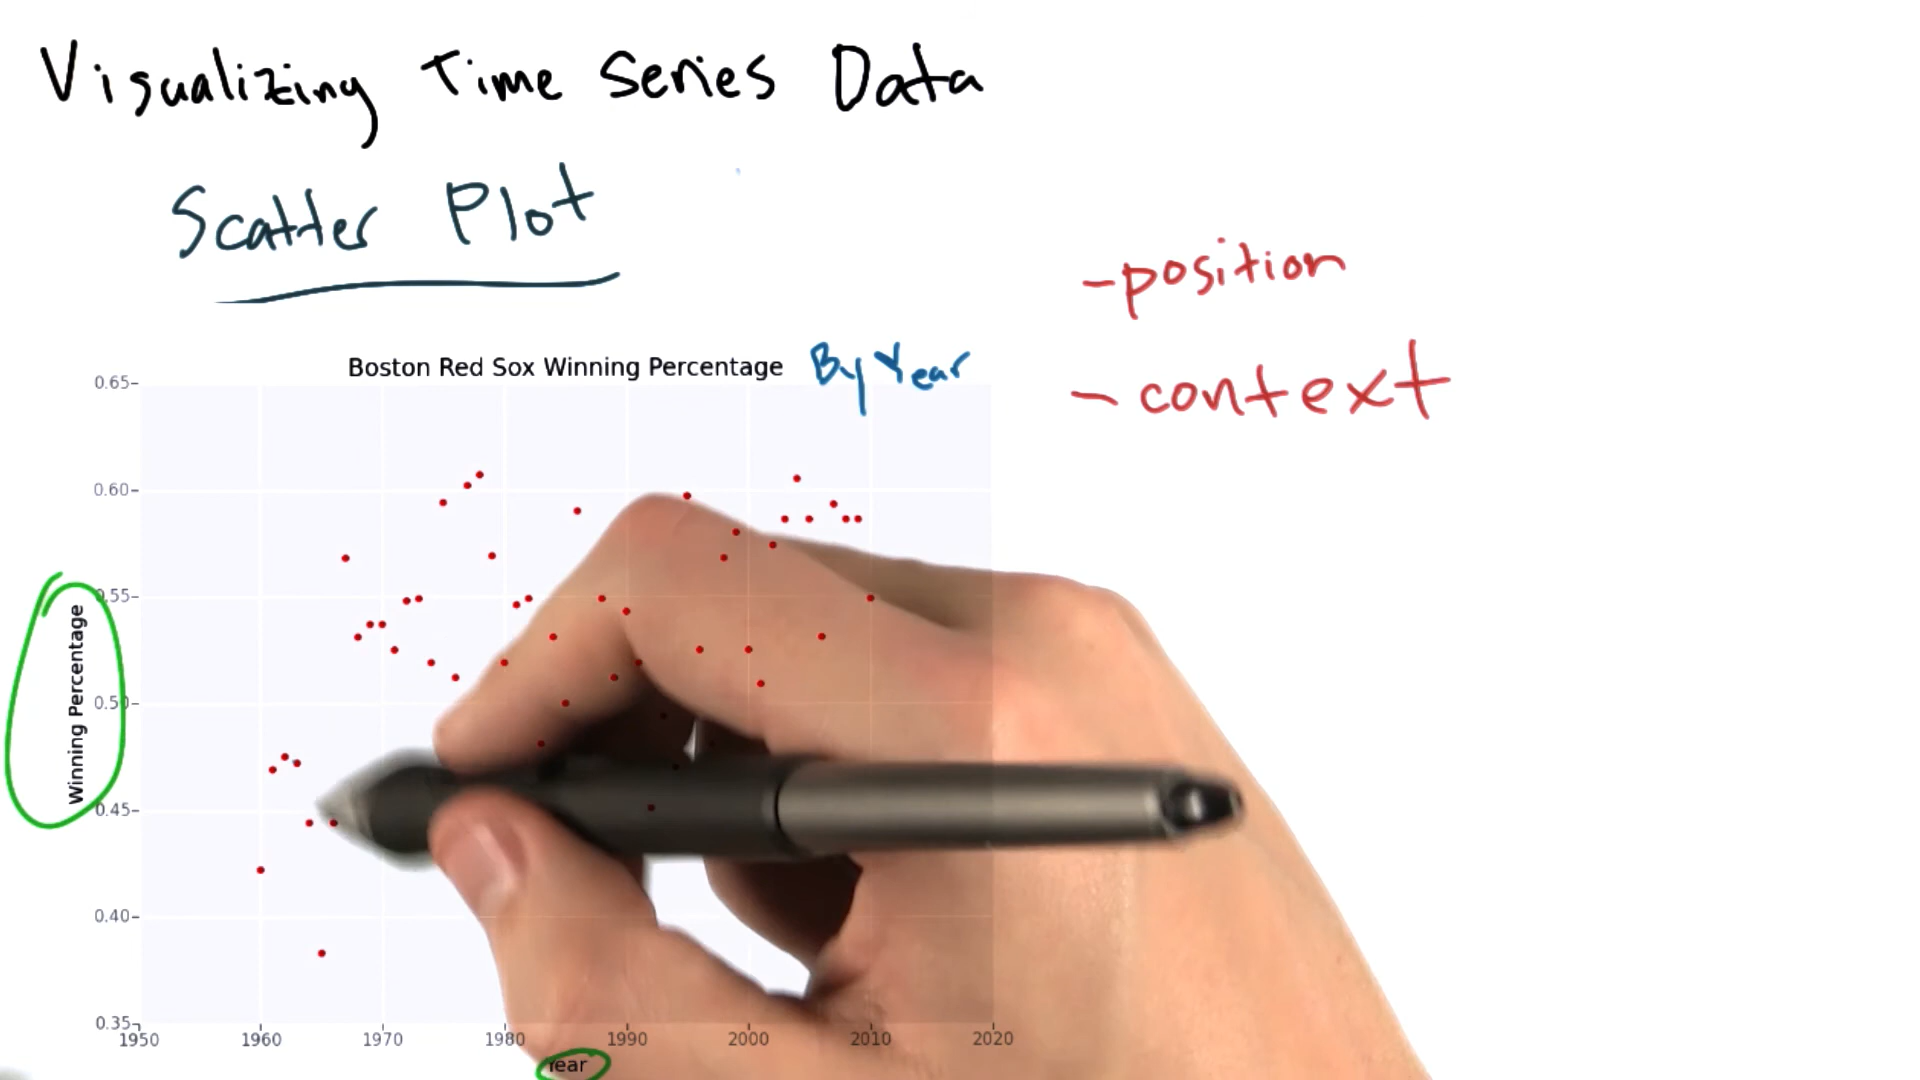 Visualizing Time Series Data
Scatter Plot
-position
-context
Boston Red Sox Winning Percentage By Year
0.65
0.60
0.55
0.50
0.45
0.40
0.35
Winning Percentage
1950 1960 1970 1980 1990 2000 2010 2020
Year